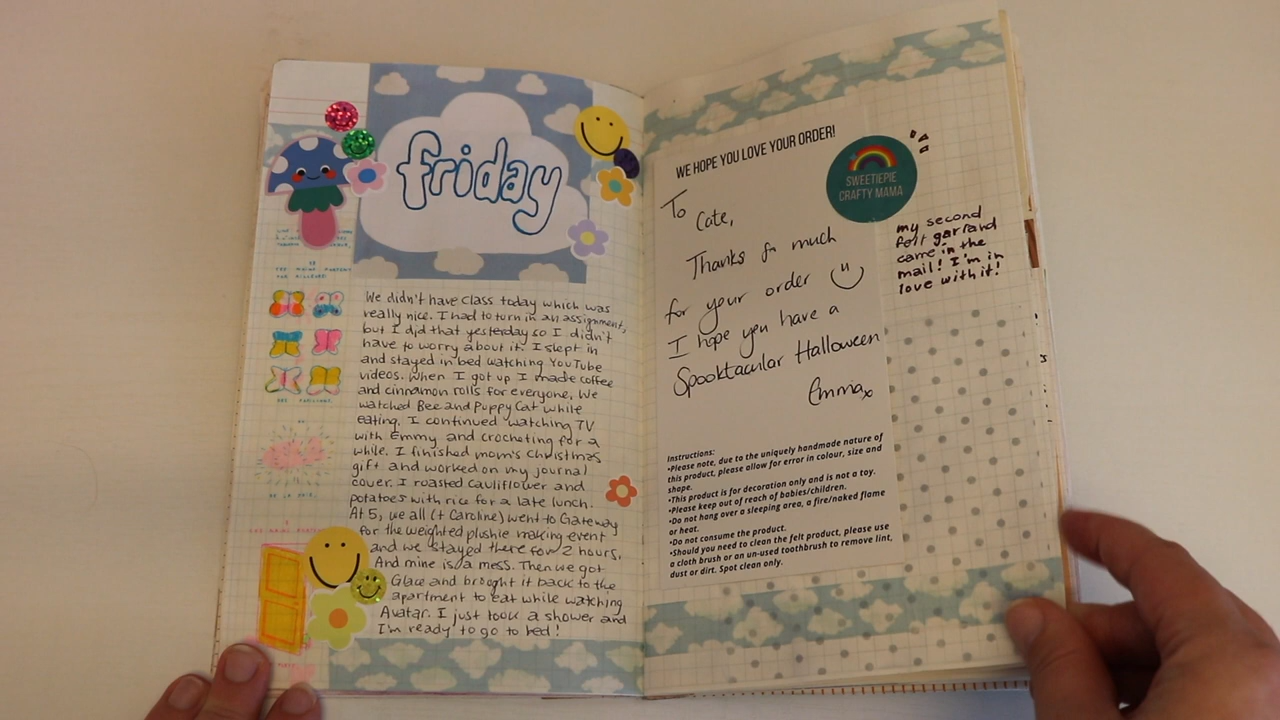 friday
We didn't have class today which was
really nice. I had to turn in an assignment,
but I did that yesterday so I didn't
have to worry about it. I slept in
and stayed in bed watching YouTube
videos. When I got up I made coffee
and cinnamon rolls for everyone. We
watched Bee and PuppyCat while
eating. I continued watching TV
with Emmy and crocheting for a
while. I finished mom's Christmas
gift and worked on my journal
cover. I roasted cauliflower and
potatoes with rice for a late lunch.
At 5, we all (+ Caroline) went to Gateway
for the weighted plushie making event
and we stayed there for 2 hours.
And mine is a mess. Then we got
Glace and brought it back to the
apartment to eat while watching
Avatar. I just took a shower and
I'm ready to go to bed!
WE HOPE YOU LOVE YOUR ORDER!
SWEETIEPIE
CRAFTY MAMA
To
Cate,
Thanks for much
for your order
I hope you have a
Spooktacular Halloween
Emma x
my second
felt garland
came in the
mail! I'm in
love with it!
Instructions:
•Please note, due to the uniquely handmade nature of
this product, please allow for error in colour, size and
shape.
•This product is for decoration only and is not a toy.
•Please keep out of reach of babies/children.
•Do not hang over a sleeping area, a fire/naked flame
or heat.
•Do not consume the product.
•Should you need to clean the felt product, please use
a cloth brush or an un-used toothbrush to remove lint,
dust or dirt. Spot clean only.